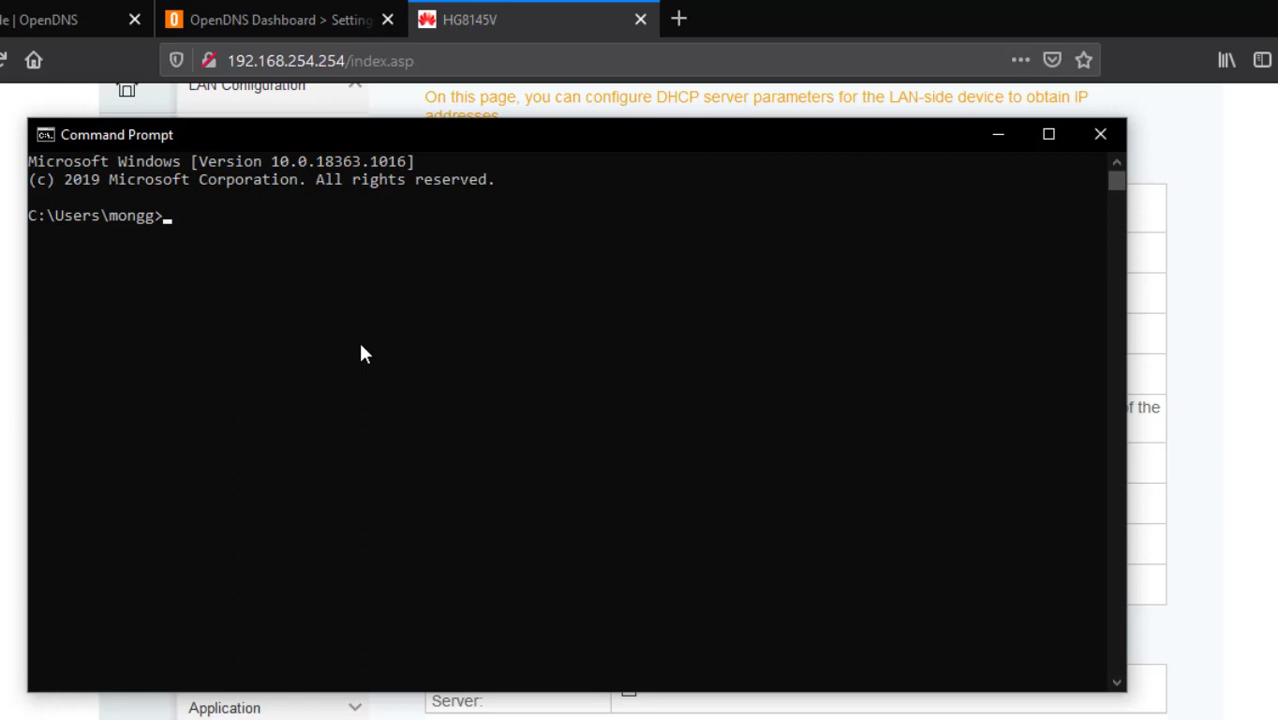 le | OpenDNS
OpenDNS Dashboard > Setting
HG8145V
192.168.254.254/index.asp
LAN Configuration
On this page, you can configure DHCP server parameters for the LAN-side device to obtain IP
addresses
Command Prompt
Microsoft Windows [Version 10.0.18363.1016]
(c) 2019 Microsoft Corporation. All rights reserved.
C:\Users\mongg>
of the
Application
Server: